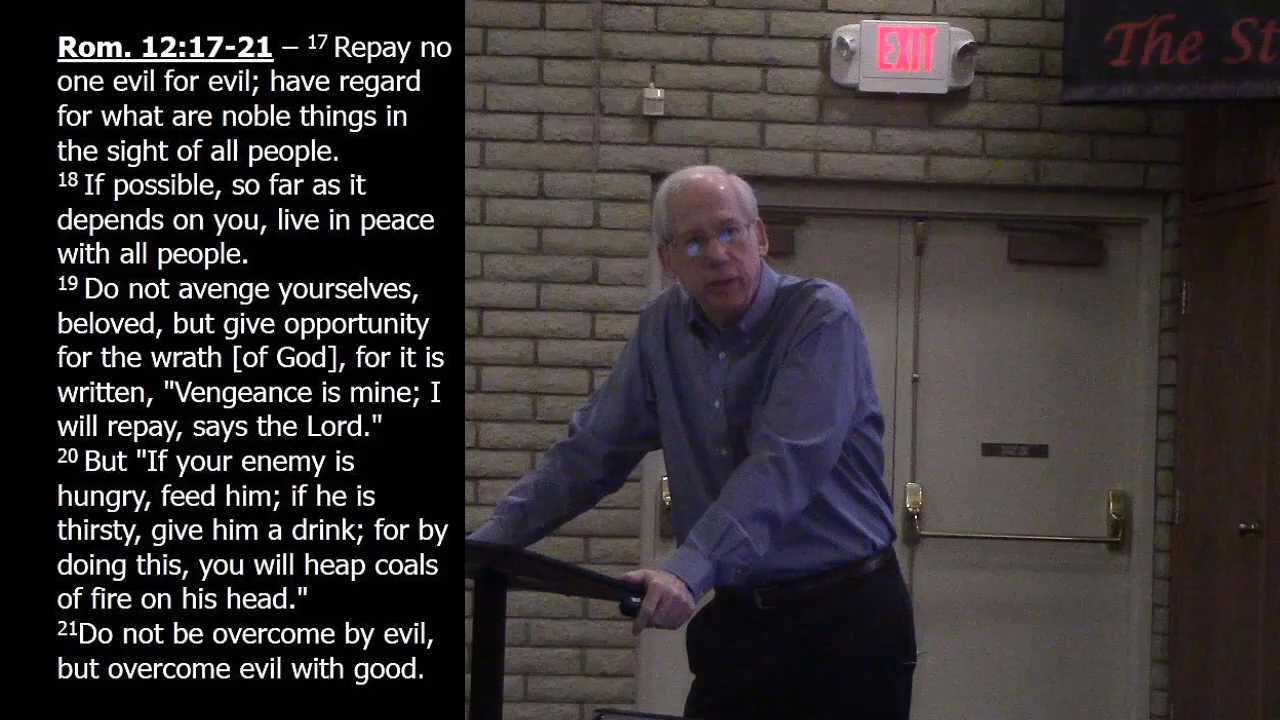 Rom. 12:17-21 – 17 Repay no
one evil for evil; have regard
for what are noble things in
the sight of all people.
18 If possible, so far as it
depends on you, live in peace
with all people.
19 Do not avenge yourselves,
beloved, but give opportunity
for the wrath [of God], for it is
written, "Vengeance is mine; I
will repay, says the Lord."
20 But "If your enemy is
hungry, feed him; if he is
thirsty, give him a drink; for by
doing this, you will heap coals
of fire on his head."
21Do not be overcome by evil,
but overcome evil with good.
EXIT
The St